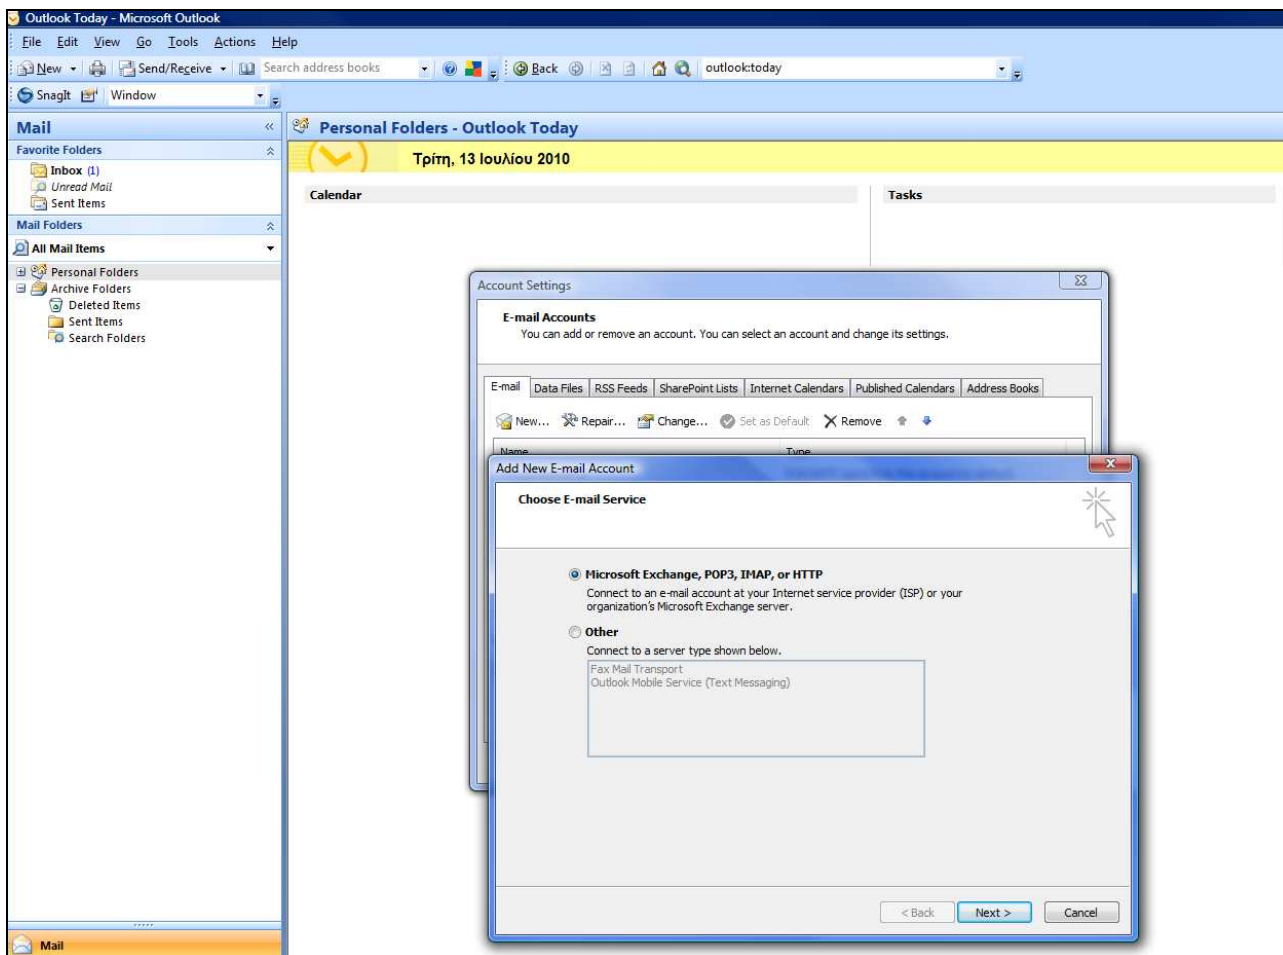 Outlook Today - Microsoft Outlook
File Edit View Go Tools Actions Help
New Send/Receive Search address books Back outlook:today
SnagIt Window
Mail «
Personal Folders - Outlook Today
Favorite Folders
Τρίτη, 13 Ιουλίου 2010
Inbox (1)
Unread Mail
Sent Items
Calendar Tasks
Mail Folders
All Mail Items
Personal Folders
Archive Folders
Deleted Items
Sent Items
Search Folders
Account Settings
E-mail Accounts
You can add or remove an account. You can select an account and change its settings.
E-mail Data Files RSS Feeds SharePoint Lists Internet Calendars Published Calendars Address Books
New... Repair... Change... Set as Default Remove
Name Type
Add New E-mail Account
Choose E-mail Service
Microsoft Exchange, POP3, IMAP, or HTTP
Connect to an e-mail account at your Internet service provider (ISP) or your
organization's Microsoft Exchange server.
Other
Connect to a server type shown below.
Fax Mail Transport
Outlook Mobile Service (Text Messaging)
< Back Next > Cancel
Mail